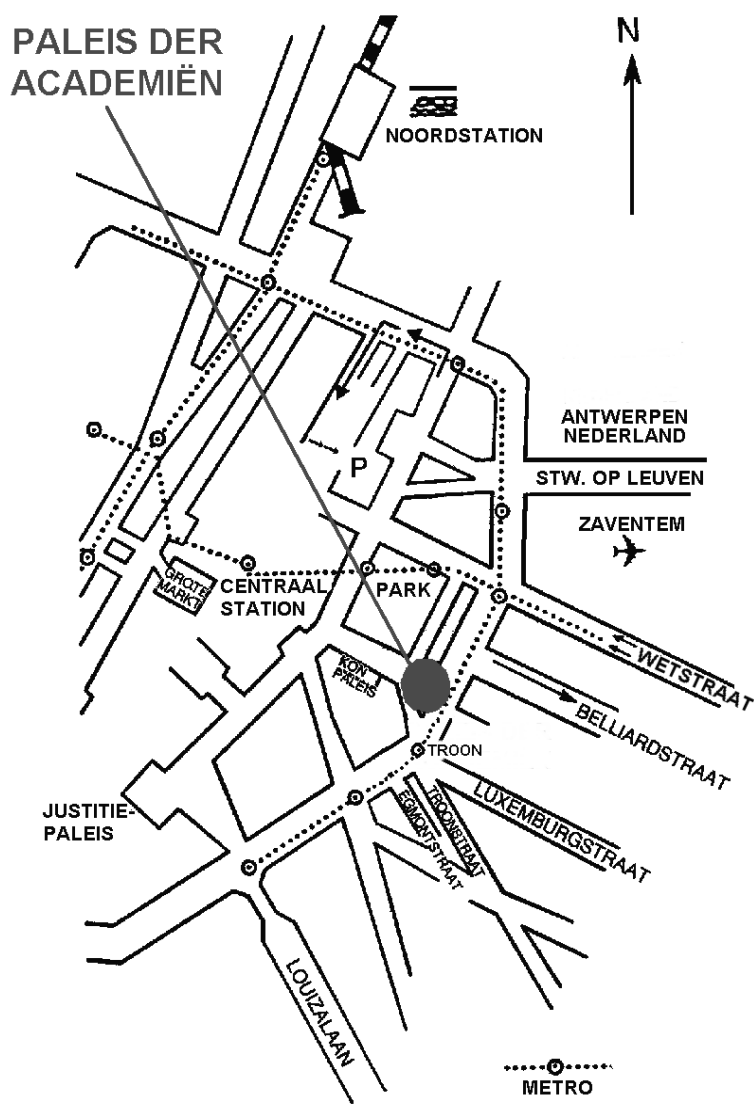 PALEIS DER
ACADEMIËN
N
NOORDSTATION
ANTWERPEN
NEDERLAND
P
STW. OP LEUVEN
ZAVENTEM
GROTE
MARKT
CENTRAAL
STATION
PARK
WETSTRAAT
KON
PALEIS
BELLIARDSTRAAT
TROON
LUXEMBURGSTRAAT
TROONSTRAAT
EGMONTSTRAAT
JUSTITIE-
PALEIS
LOUIZALAAN
METRO